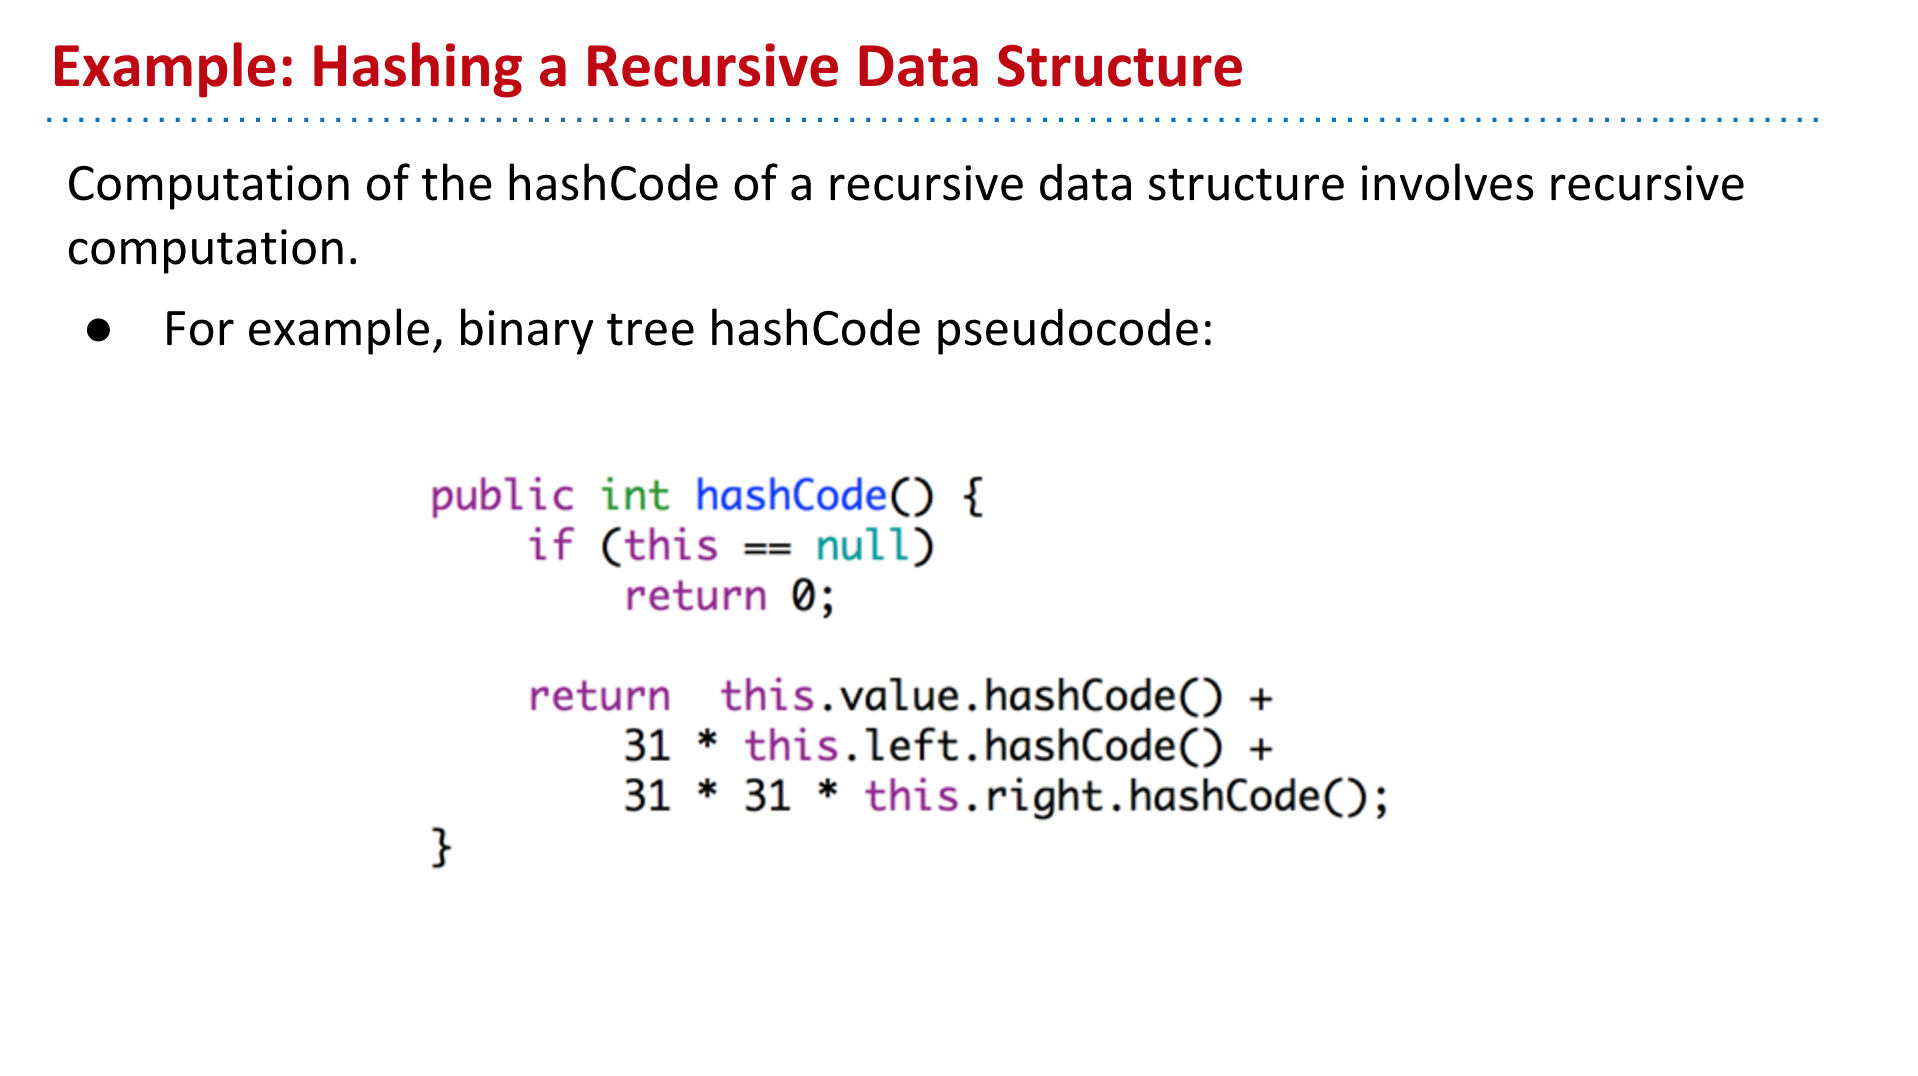 Example: Hashing a Recursive Data Structure
Computation of the hashCode of a recursive data structure involves recursive
computation.
● For example, binary tree hashCode pseudocode:
public int hashCode() {
    if (this == null)
        return 0;

    return  this.value.hashCode() +
        31 * this.left.hashCode() +
        31 * 31 * this.right.hashCode();
}